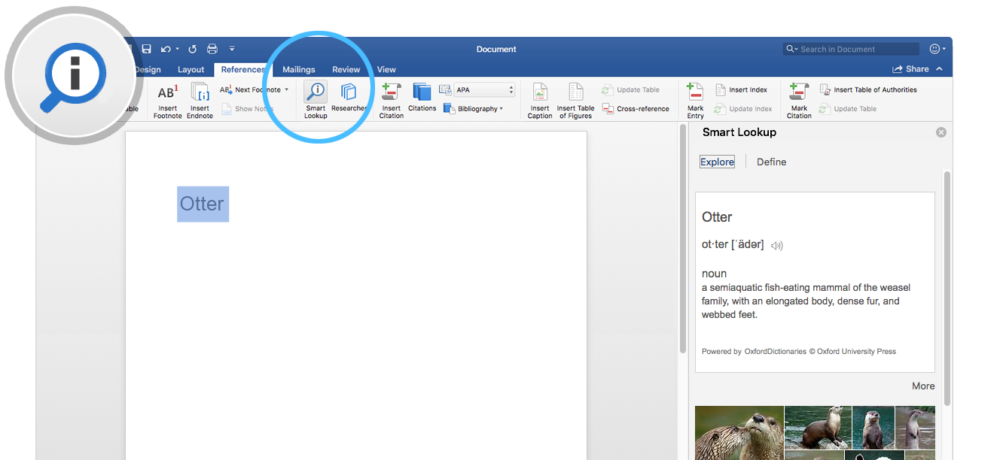 Document
Search in Document
Design Layout References Mailings Review View
Share
AB1
Insert
Footnote
[i]
Insert
Endnote
AB1 Next Footnote
Show Notes
Smart
Lookup
Researcher
Insert
Citation
Citations
APA
Bibliography
Insert
Caption
Insert Table
of Figures
Update Table
Cross-reference
Mark
Entry
Insert Index
Update Index
Mark
Citation
Insert Table of Authorities
Update Table
Smart Lookup
Explore Define
Otter
Otter
ot·ter [ˈädər]
noun
a semiaquatic fish-eating mammal of the weasel
family, with an elongated body, dense fur, and
webbed feet.
Powered by OxfordDictionaries © Oxford University Press
More